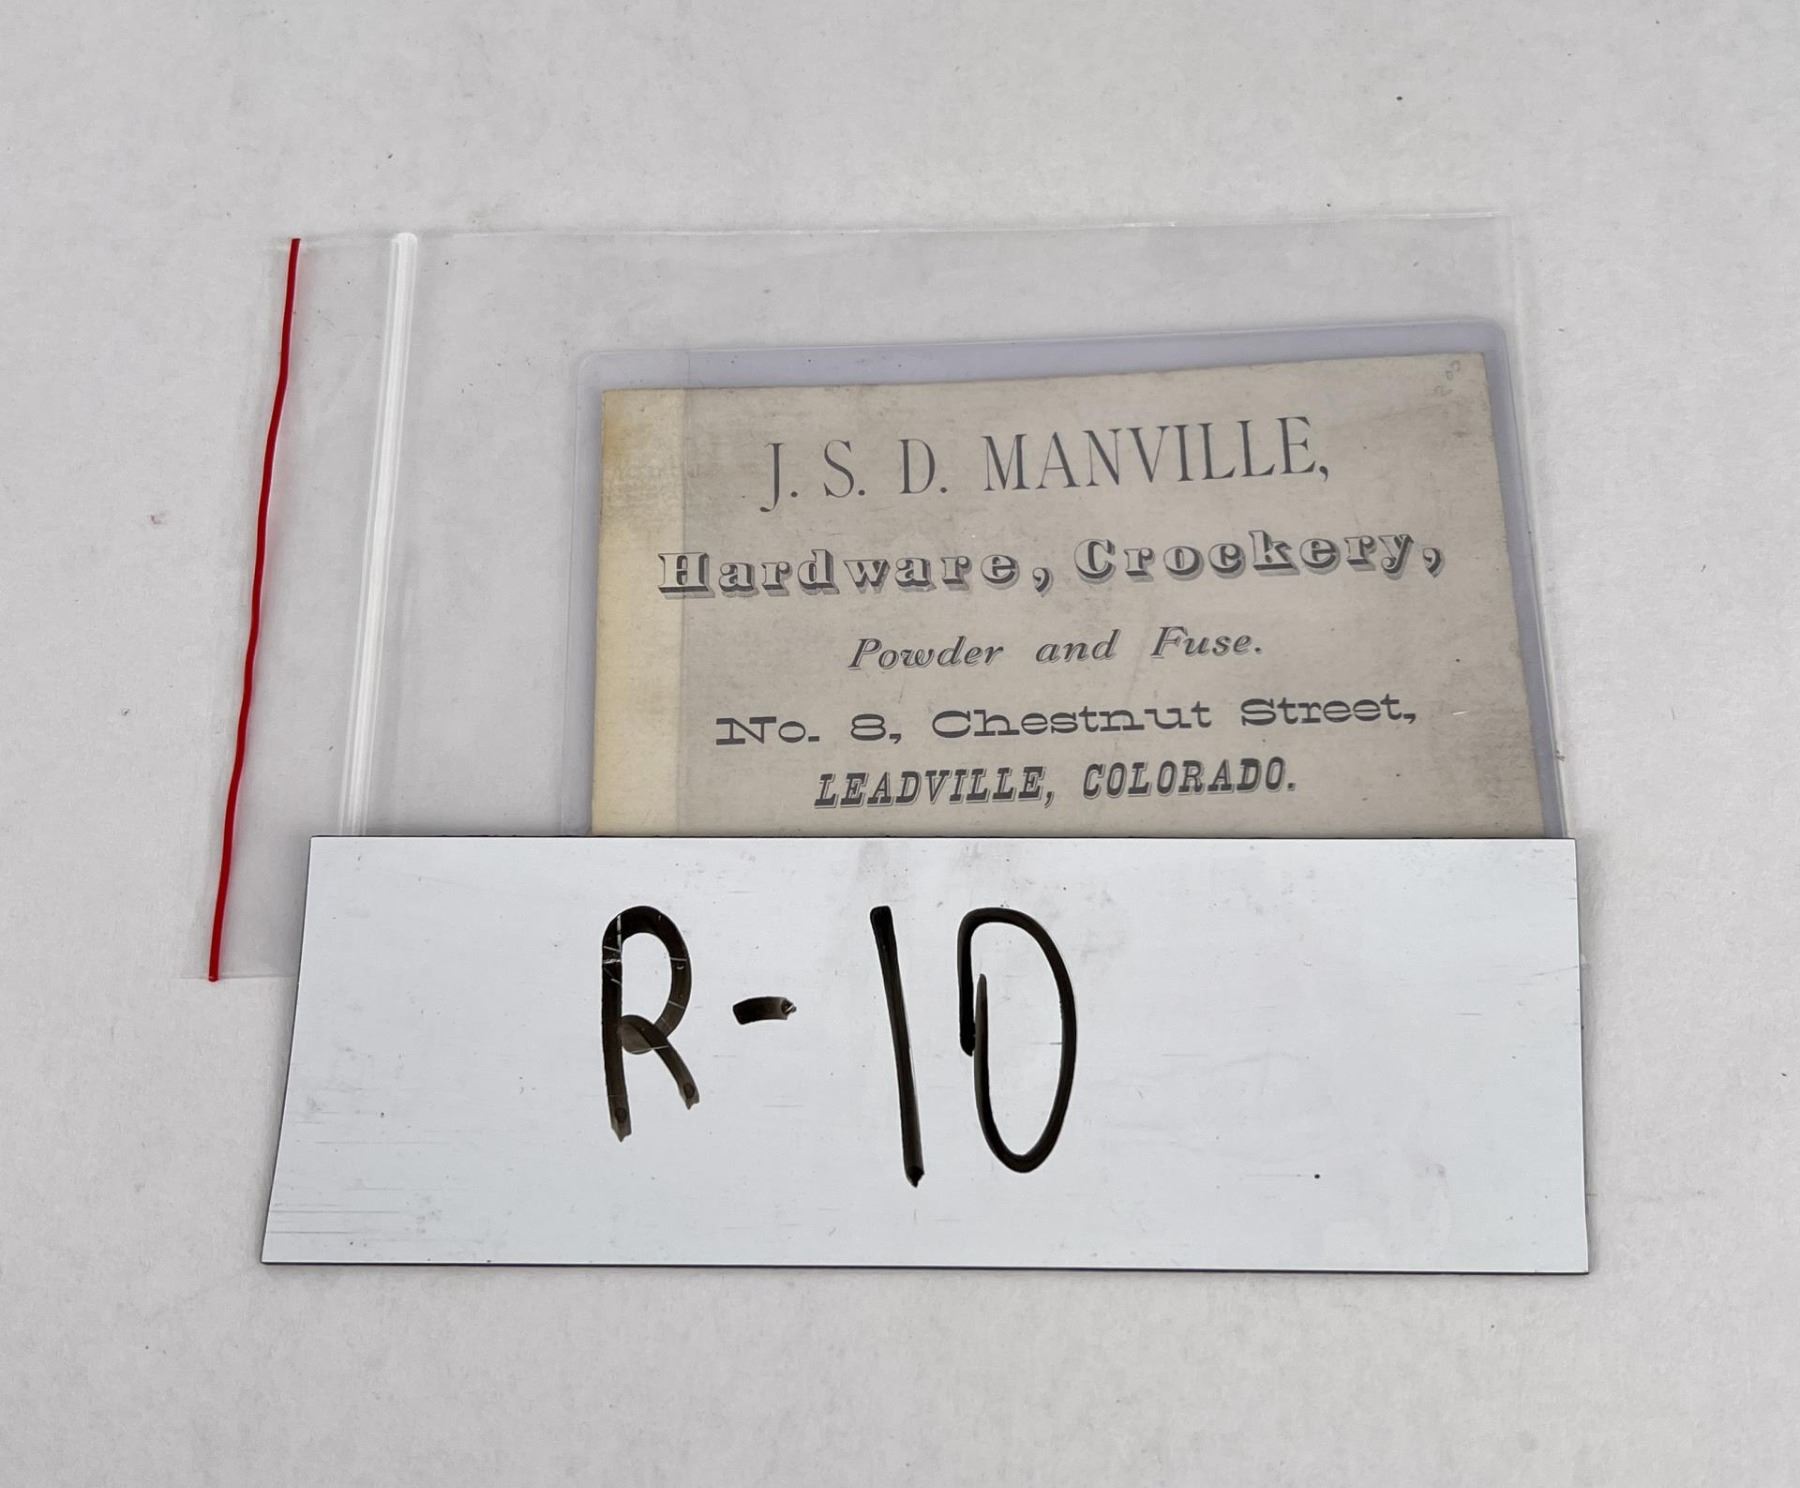 J. S. D. MANVILLE,
Hardware, Crockery,
Powder and Fuse.
No. 8, Chestnut Street,
LEADVILLE, COLORADO.
R-10